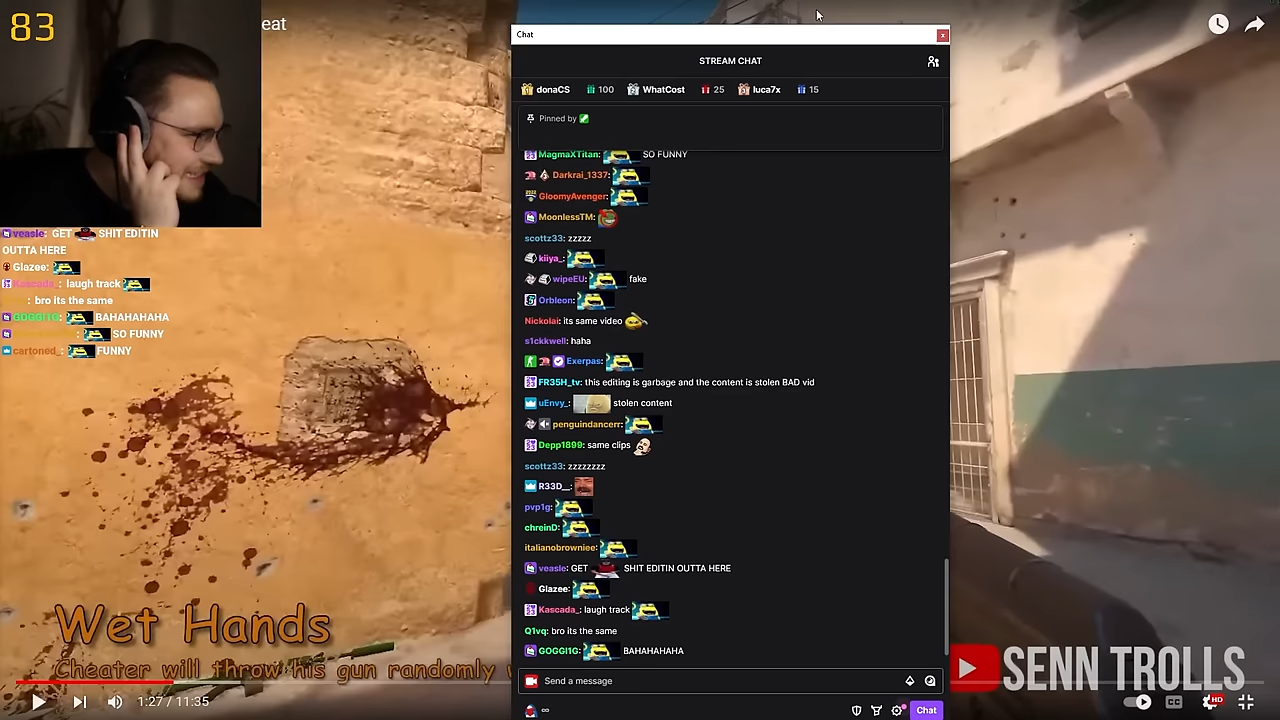 83
eat
veasle: GET SHIT EDITIN
OUTTA HERE
Glazee:
Kascada_: laugh track
: bro its the same
GOGGI1G: BAHAHAHAHA
: SO FUNNY
cartoned_: FUNNY
Chat
STREAM CHAT
donaCS 100 WhatCost 25 luca7x 15
Pinned by
MagmaXTitan: SO FUNNY
Darkrai_1337:
GloomyAvenger:
MoonlessTM:
scottz33: zzzzz
kiiya_:
wipeEU: fake
Orbleon:
Nickolai: its same video
s1ckkwell: haha
Exerpas:
FR35H_tv: this editing is garbage and the content is stolen BAD vid
uEnvy_: stolen content
penguindancerr:
Depp1899: same clips
scottz33: zzzzzzzz
R33D__:
pvp1g:
chreinD:
italianobrowniee:
veasle: GET SHIT EDITIN OUTTA HERE
Glazee:
Kascada_: laugh track
Q1vq: bro its the same
GOGGI1G: BAHAHAHAHA
Send a message
Chat
Wet Hands
Cheater will throw his gun randomly
1:27 / 11:35
SENN TROLLS
CC
HD